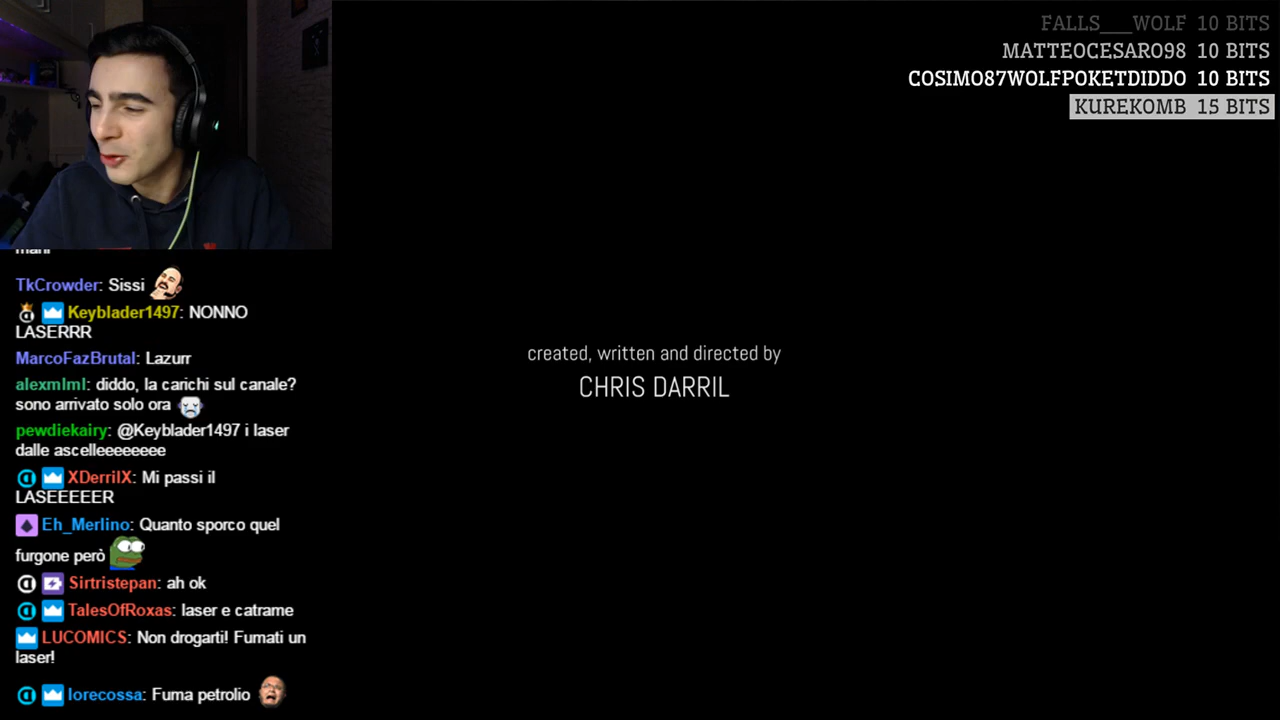 FALLS___WOLF 10 BITS
MATTEOCESARO98 10 BITS
COSIMO87WOLFPOKETDIDDO 10 BITS
KUREKOMB 15 BITS
mani
TkCrowder: Sissi
Keyblader1497: NONNO
LASERRR
MarcoFazBrutal: Lazurr
alexmlml: diddo, la carichi sul canale?
sono arrivato solo ora
pewdiekairy: @Keyblader1497 i laser
dalle ascelleeeeeeee
XDerrilX: Mi passi il
LASEEEEER
Eh_Merlino: Quanto sporco quel
furgone però
Sirtristepan: ah ok
TalesOfRoxas: laser e catrame
LUCOMICS: Non drogarti! Fumati un
laser!
lorecossa: Fuma petrolio
created, written and directed by
CHRIS DARRIL